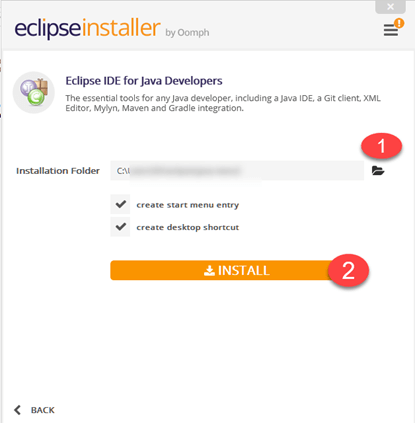 eclipseinstaller by Oomph
Eclipse IDE for Java Developers
The essential tools for any Java developer, including a Java IDE, a Git client, XML
Editor, Mylyn, Maven and Gradle integration.
1
Installation Folder C:\
create start menu entry
create desktop shortcut
INSTALL 2
BACK